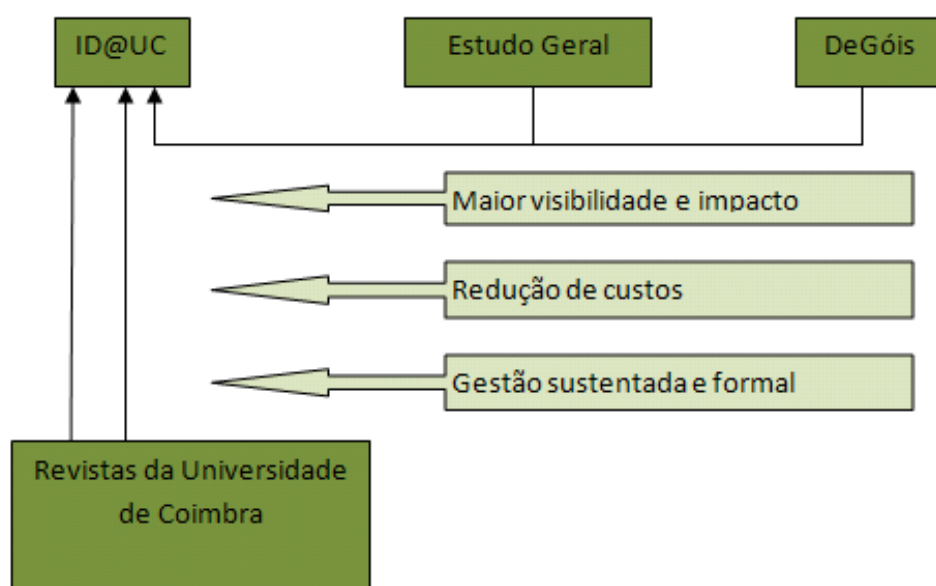 ID@UC
Estudo Geral
DeGóis
Maior visibilidade e impacto
Redução de custos
Gestão sustentada e formal
Revistas da Universidade
de Coimbra